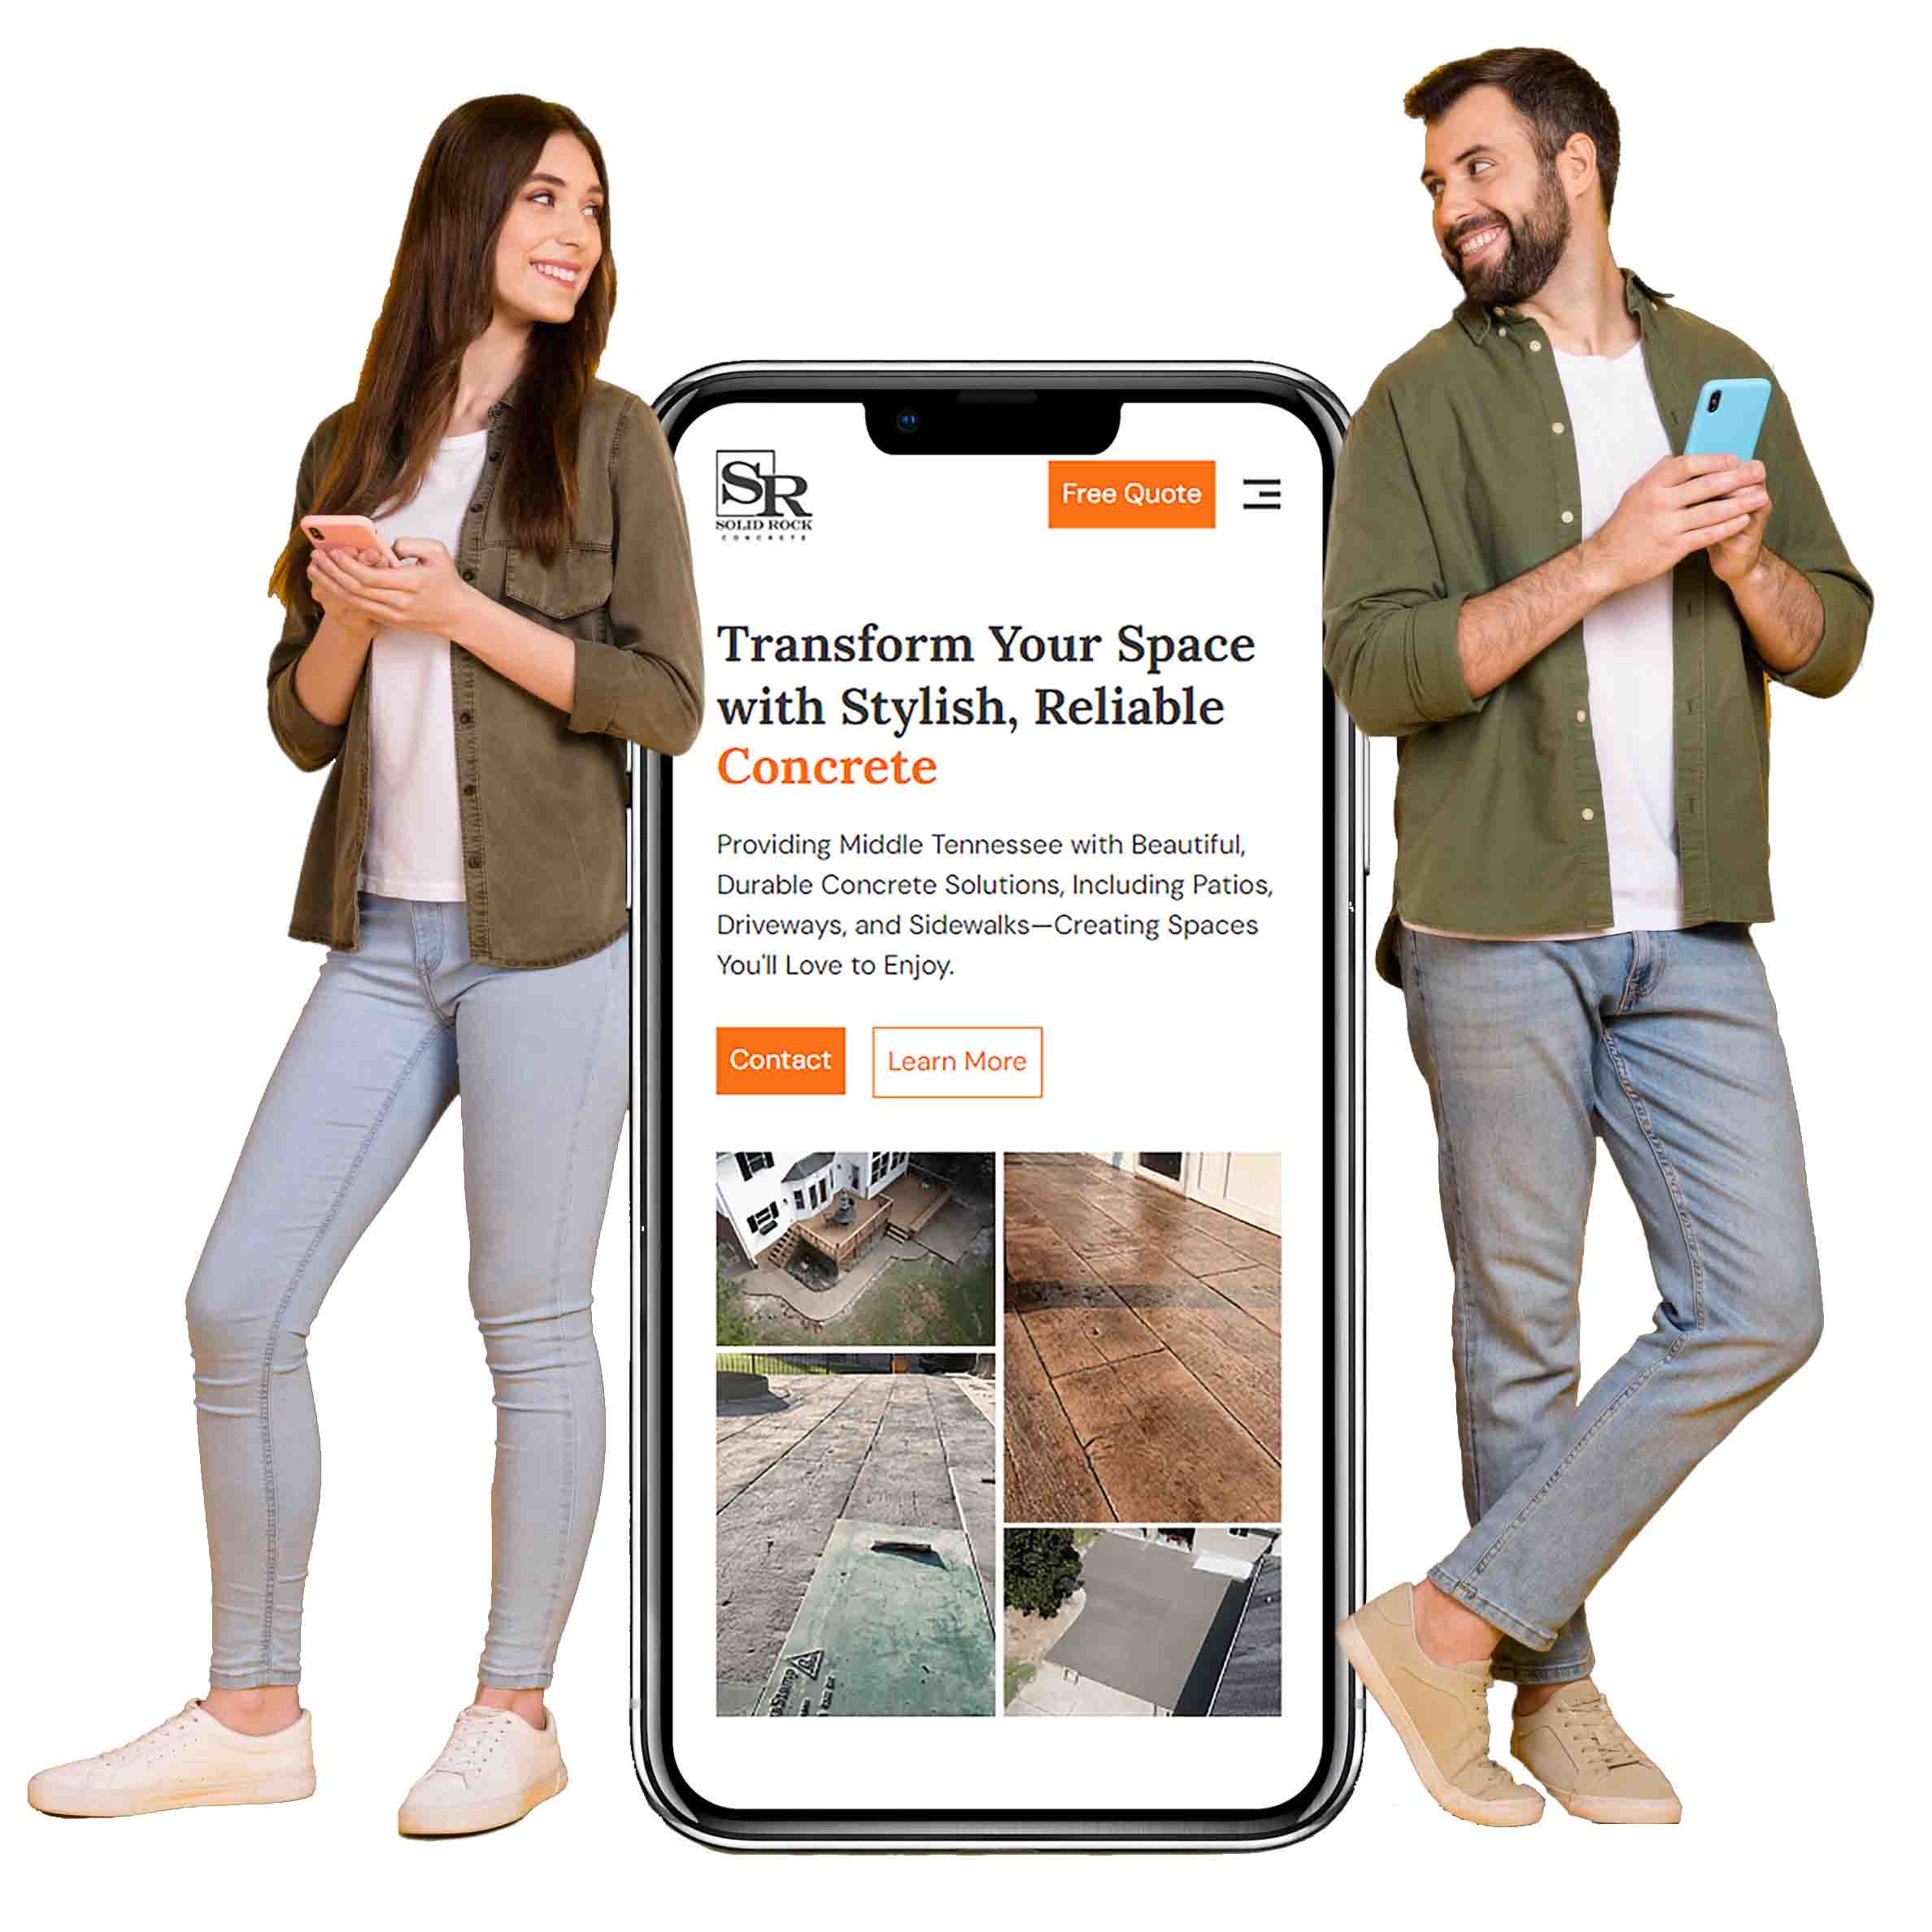 SR
SOLID ROCK
CONCRETE
Free Quote
Transform Your Space
with Stylish, Reliable
Concrete
Providing Middle Tennessee with Beautiful,
Durable Concrete Solutions, Including Patios,
Driveways, and Sidewalks—Creating Spaces
You'll Love to Enjoy.
Contact
Learn More